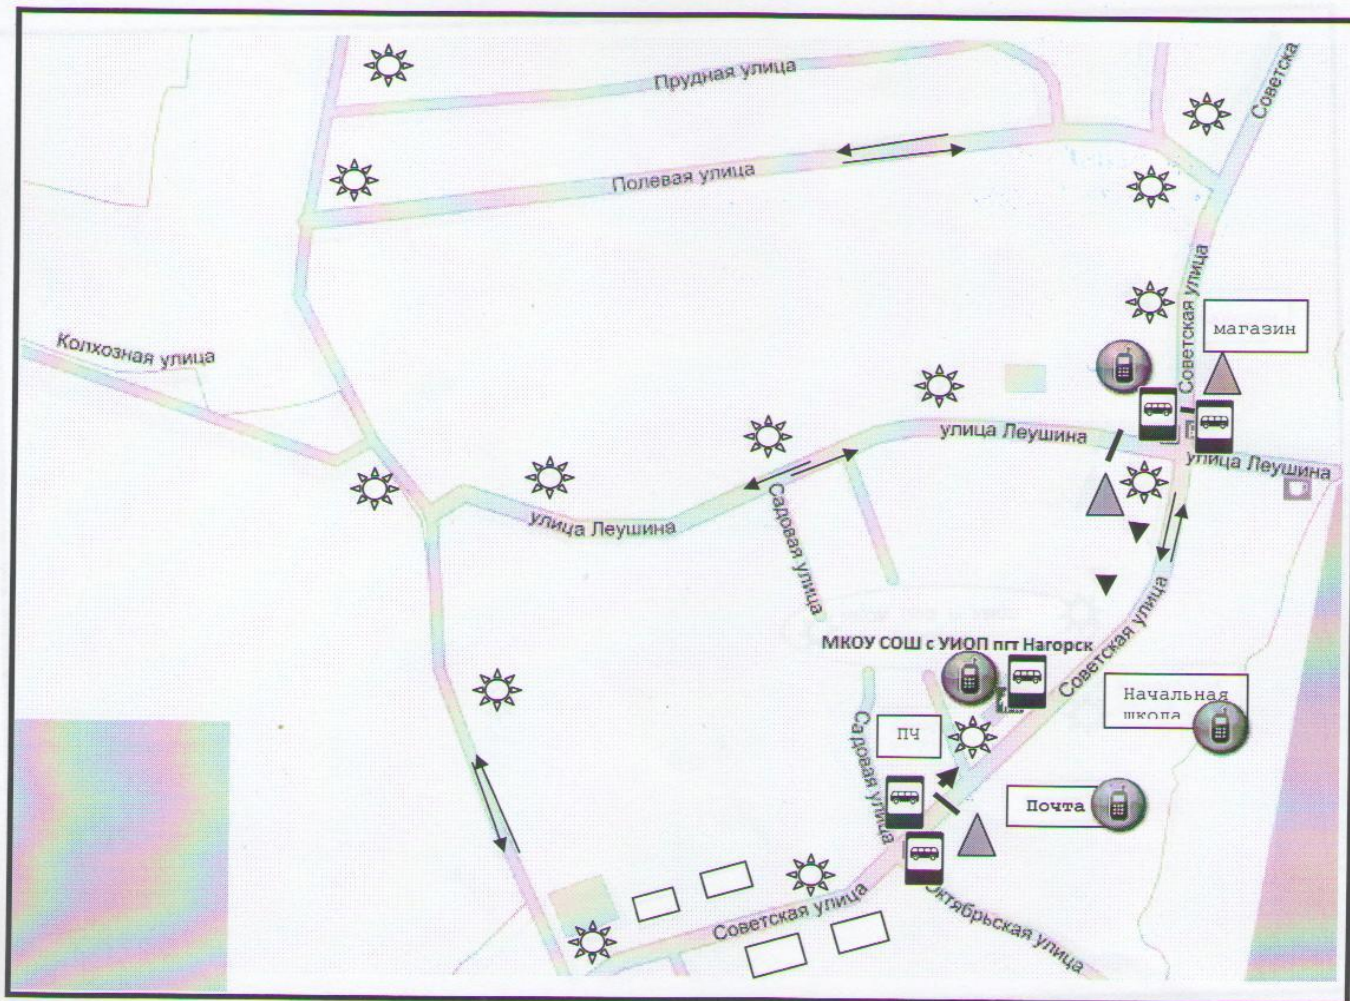 Прудная улица
Советска
Полевая улица
Советская улица
магазин
Колхозная улица
улица Леушина
улица Леушина
улица Леушина
Садовая улица
Советская улица
МКОУ СОШ с УИОП пгт Нагорск
Начальная
школа
ПЧ
Садовая улица
Почта
Советская улица
Октябрьская улица